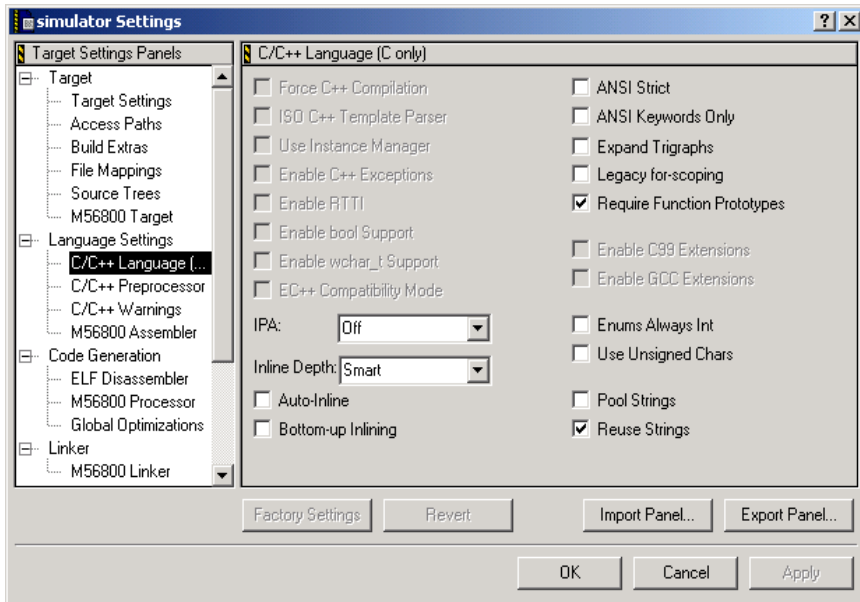 simulator Settings
Target Settings Panels
Target
Target Settings
Access Paths
Build Extras
File Mappings
Source Trees
M56800 Target
Language Settings
C/C++ Language (...
C/C++ Preprocessor
C/C++ Warnings
M56800 Assembler
Code Generation
ELF Disassembler
M56800 Processor
Global Optimizations
Linker
M56800 Linker
C/C++ Language (C only)
Force C++ Compilation
ISO C++ Template Parser
Use Instance Manager
Enable C++ Exceptions
Enable RTTI
Enable bool Support
Enable wchar_t Support
EC++ Compatibility Mode
IPA: Off
Inline Depth: Smart
Auto-Inline
Bottom-up Inlining
ANSI Strict
ANSI Keywords Only
Expand Trigraphs
Legacy for-scoping
Require Function Prototypes
Enable C99 Extensions
Enable GCC Extensions
Enums Always Int
Use Unsigned Chars
Pool Strings
Reuse Strings
Factory Settings
Revert
Import Panel...
Export Panel...
OK
Cancel
Apply